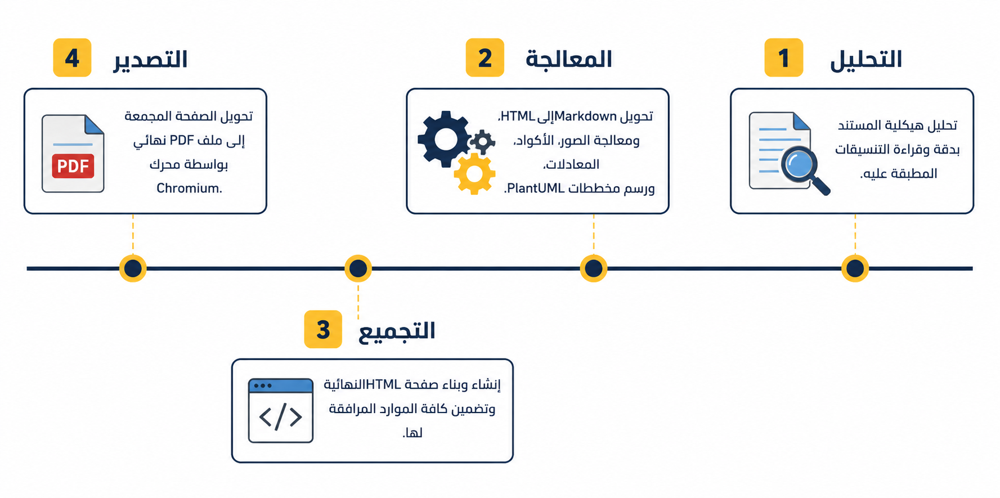 1 التحليل
تحليل هيكلية المستند
بدقة وقراءة التنسيقات
المطبقة عليه.
2 المعالجة
تحويل Markdownإلى HTML،
ومعالجة الصور، الأكواد،
المعادلات،
ورسم مخططات PlantUML.
3 التجميع
إنشاء وبناء صفحة HTMLالنهائية
وتضمين كافة الموارد المرافقة
لها.
4 التصدير
تحويل الصفحة المجمعة
إلى ملف PDF نهائي
بواسطة محرك
Chromium.
PDF
</>